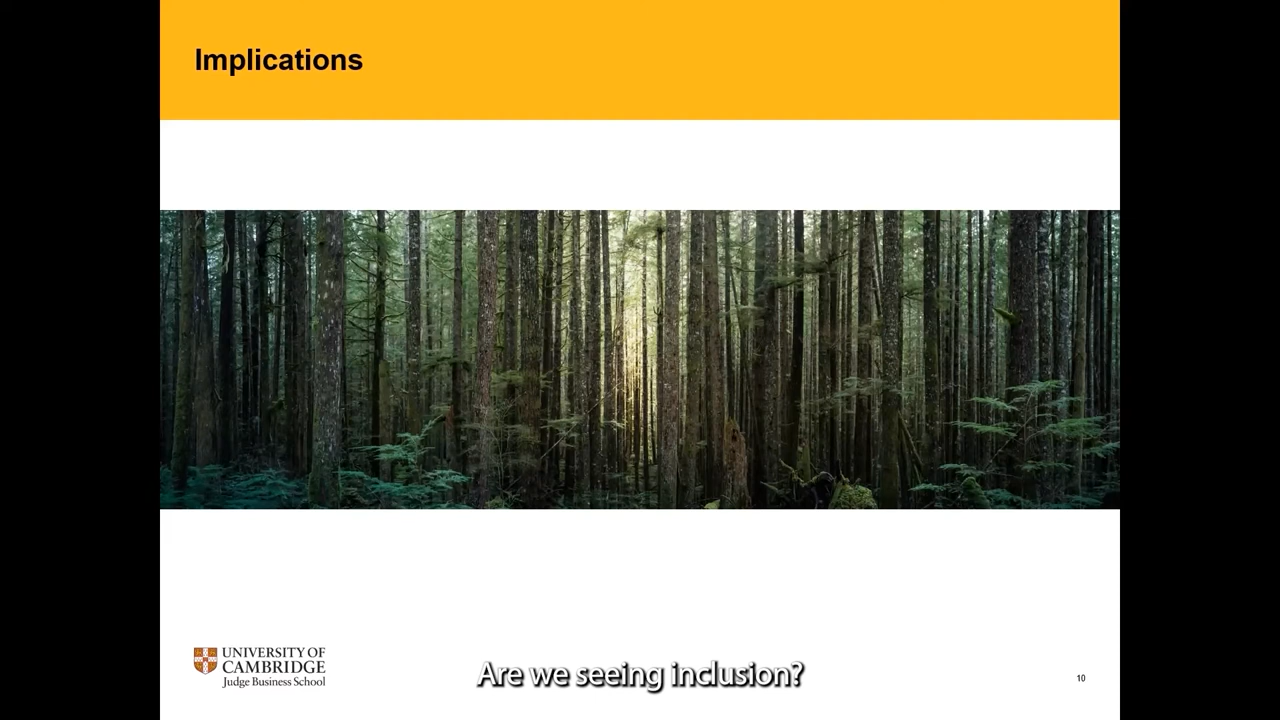 Implications
UNIVERSITY OF
CAMBRIDGE
Judge Business School
Are we seeing inclusion?
10